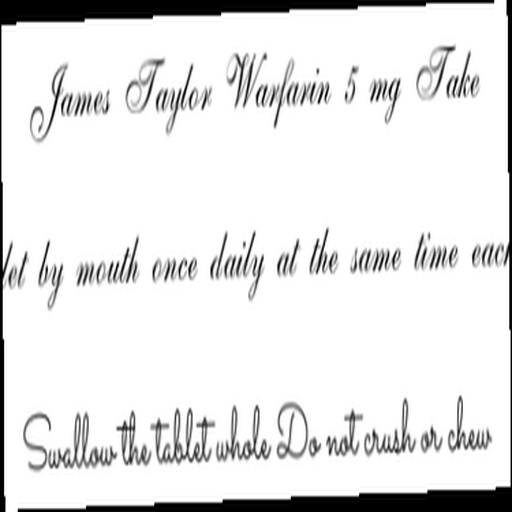 James Taylor Warfarin 5 mg Take
by mouth once daily at the same time
Swallow the tablet whole Do not crush or chew